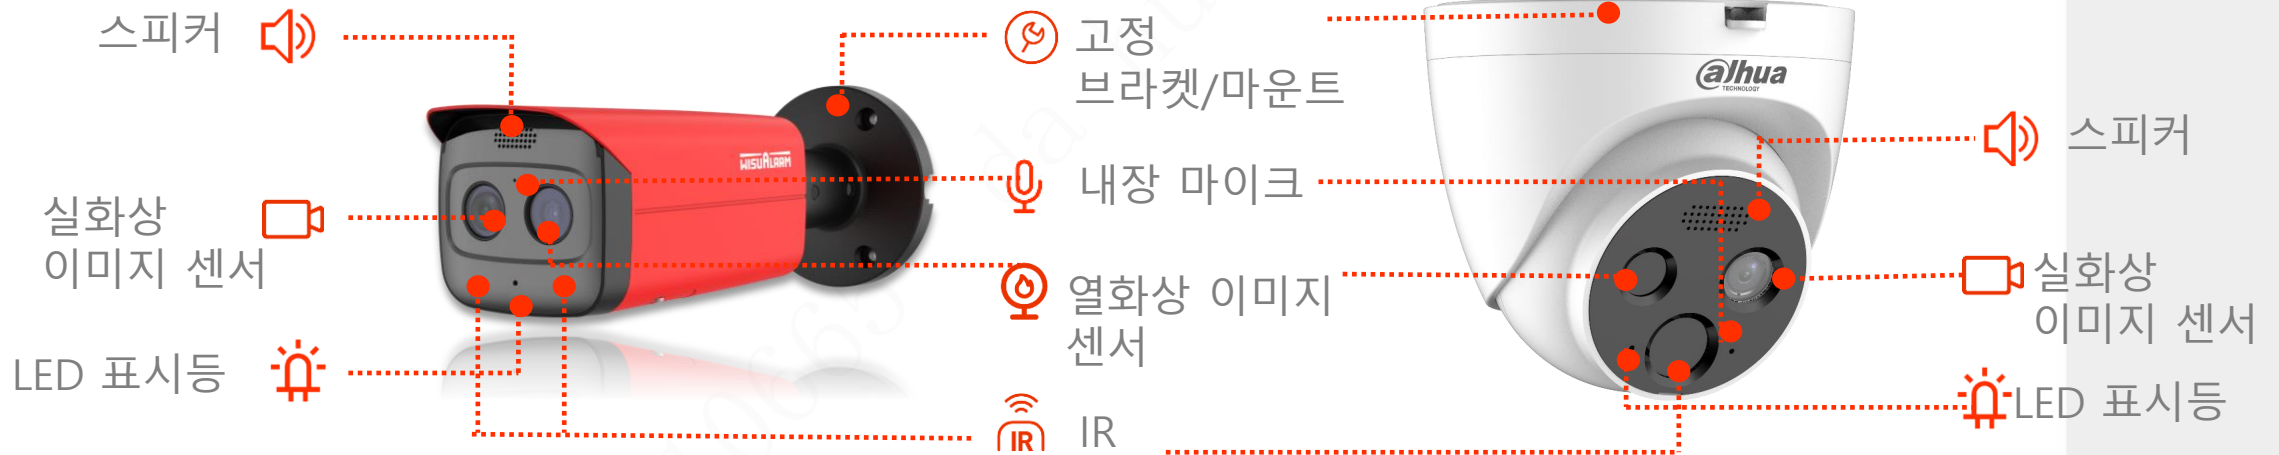 스피커
실화상
이미지 센서
LED 표시등
WISUALARM
고정
브라켓/마운트
내장 마이크
열화상 이미지
센서
IR
IR
alhua
TECHNOLOGY
스피커
실화상
이미지 센서
LED 표시등